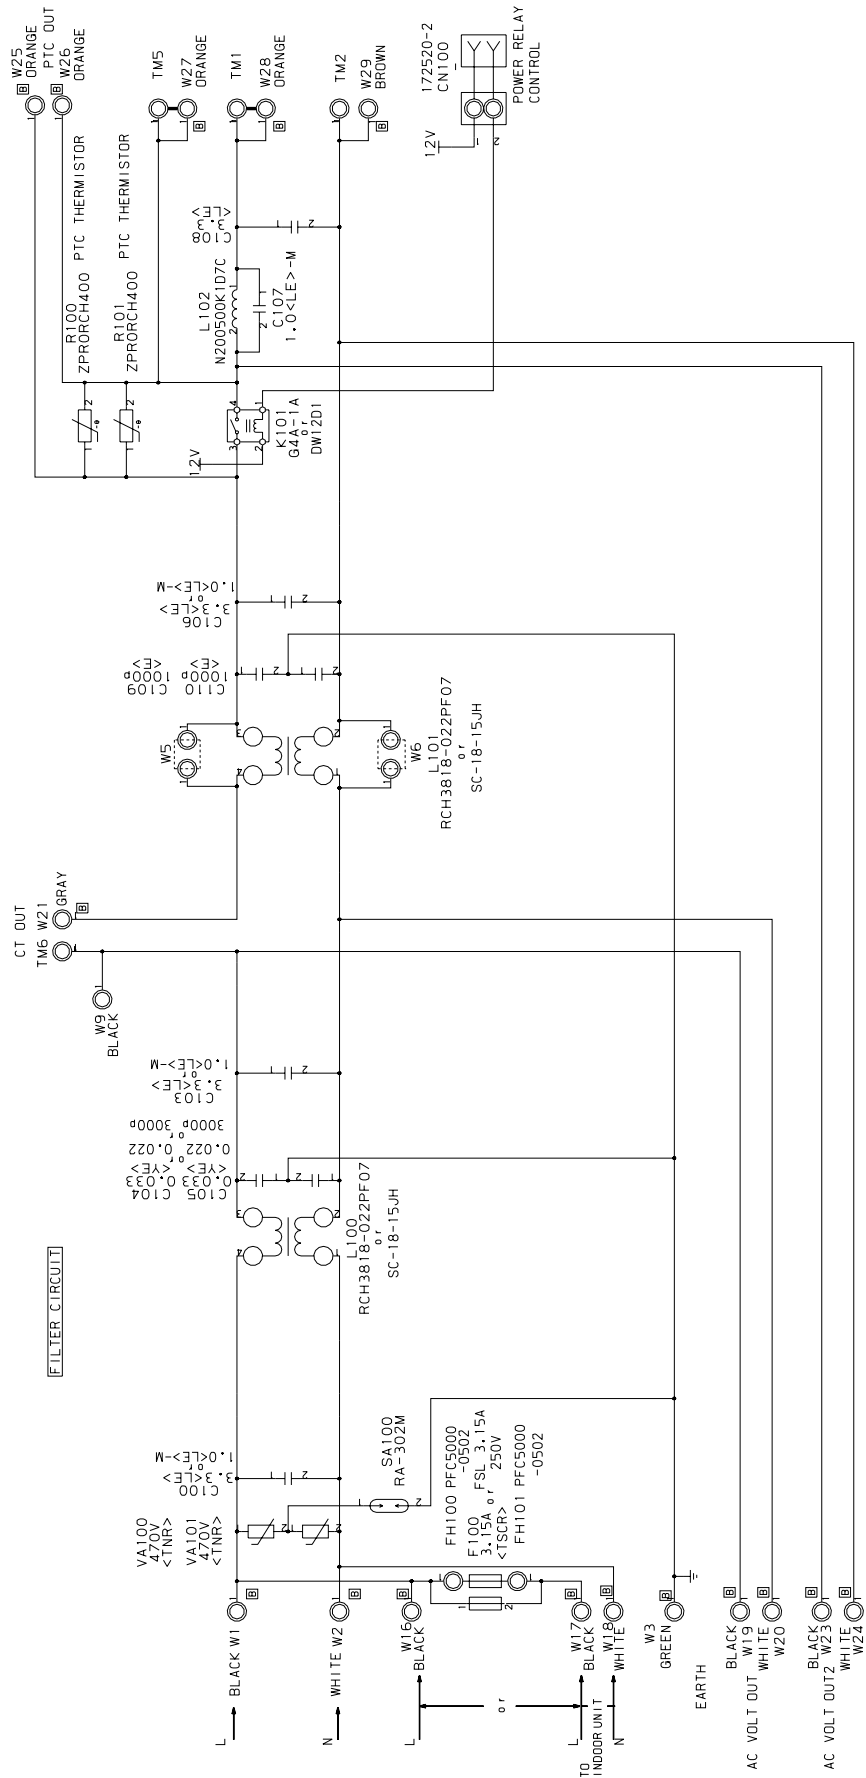 FILTER CIRCUIT
W25
ORANGE
PTC OUT
W26
ORANGE
B
B
TM5
W27
ORANGE
B
TM1
W28
ORANGE
B
TM2
W29
BROWN
B
172520-2
CN100
POWER RELAY
CONTROL
12V
1
2
R100
ZPRORCH400
PTC THERMISTOR
R101
ZPRORCH400
PTC THERMISTOR
C108
3.3
<LE>
L102
N200500K1D7C
C107
1.0<LE>-M
K101
G4A-1A
or
DW12D1
12V
C106
3.3<LE>
or
1.0<LE>-M
C109
1000p
<E>
C110
1000p
<E>
W5
W6
L101
RCH3818-022PF07
or
SC-18-15JH
CT OUT
TM6 W21
GRAY
B
W9
BLACK
C103
3.3<LE>
or
1.0<LE>-M
C104
0.033
<YE>
or
0.022
or
3000p
C105
0.033
<YE>
0.022
3000p
L100
RCH3818-022PF07
or
SC-18-15JH
C100
3.3<LE>
or
1.0<LE>-M
VA100
470V
<TNR>
VA101
470V
<TNR>
SA100
RA-302M
FH100 PFC5000
-0502
F100
3.15A or FSL 3.15A
<TSCR> 250V
FH101 PFC5000
-0502
L
BLACK W1
B
N
WHITE W2
B
L
W16
BLACK
B
or
L
W17
BLACK
B
N
W18
WHITE
B
TO
INDOOR UNIT
W3
GREEN
B
EARTH
BLACK
W19
B
WHITE
W20
AC VOLT OUT
BLACK
W23
B
WHITE
W24
AC VOLT OUT2